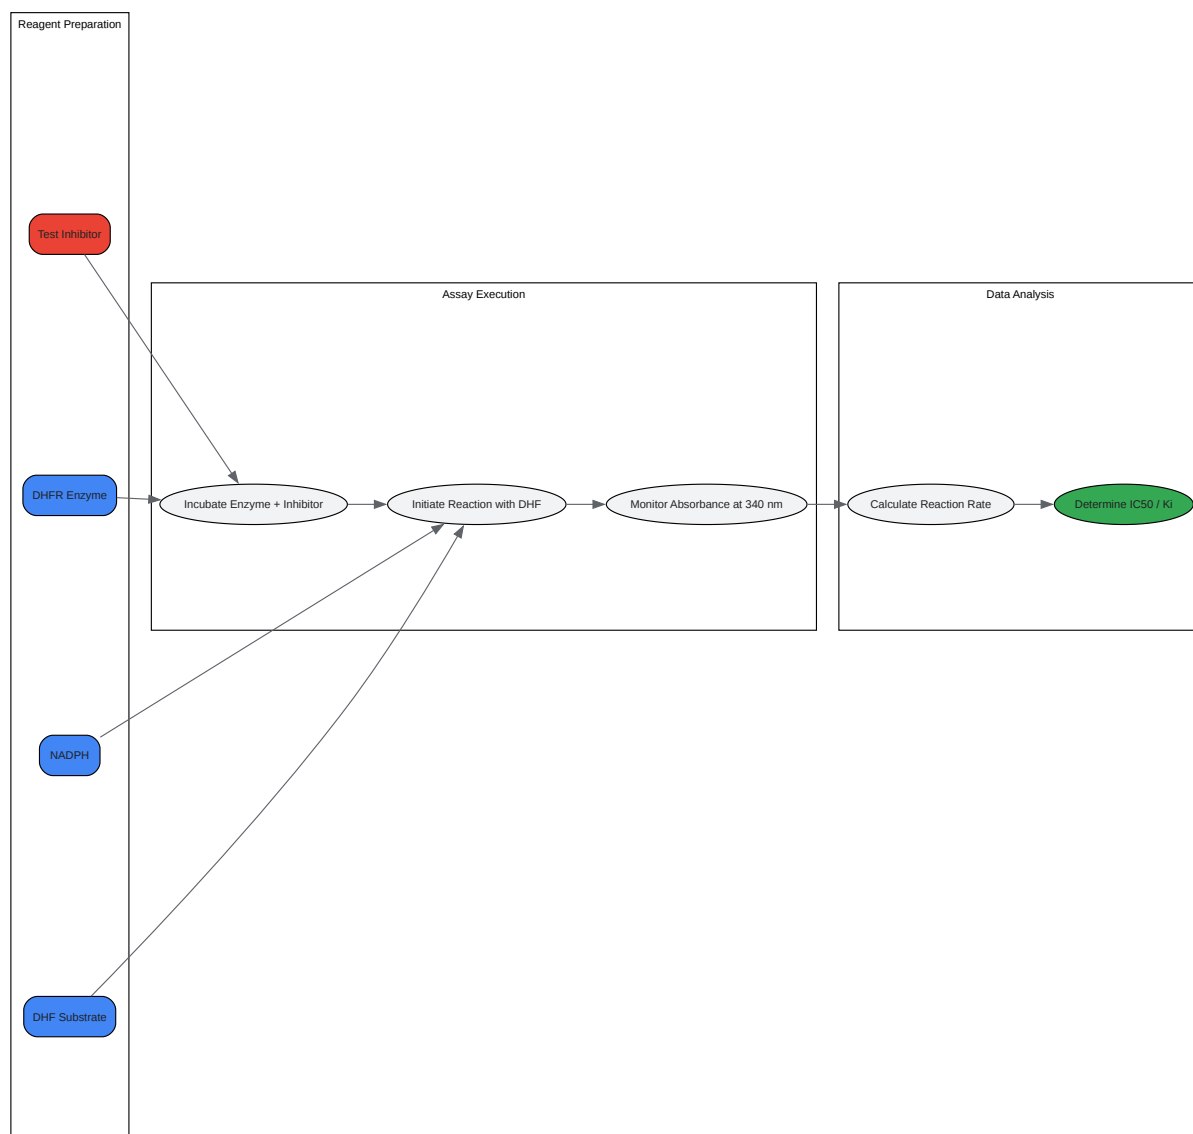 Reagent Preparation
Test Inhibitor
DHFR Enzyme
NADPH
DHF Substrate
Assay Execution
Incubate Enzyme + Inhibitor
Initiate Reaction with DHF
Monitor Absorbance at 340 nm
Data Analysis
Calculate Reaction Rate
Determine IC50 / Ki